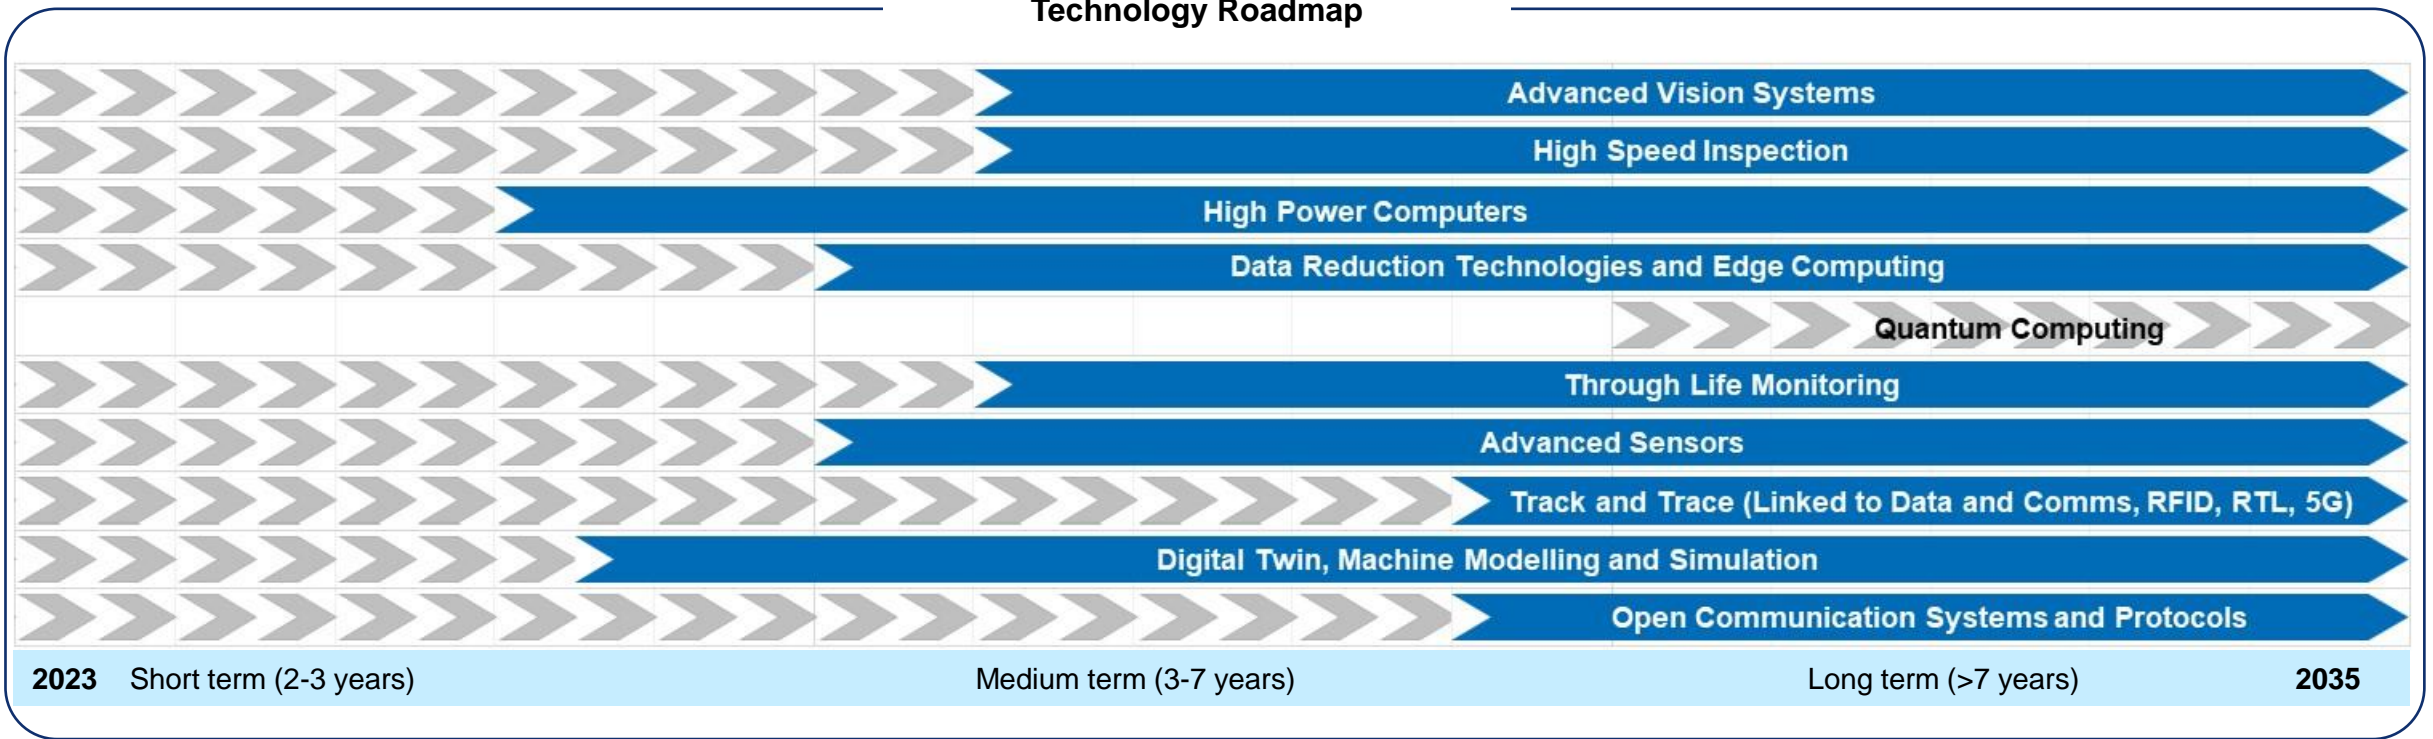 Technology Roadmap
Advanced Vision Systems
High Speed Inspection
High Power Computers
Data Reduction Technologies and Edge Computing
Quantum Computing
Through Life Monitoring
Advanced Sensors
Track and Trace (Linked to Data and Comms, RFID, RTL, 5G)
Digital Twin, Machine Modelling and Simulation
Open Communication Systems and Protocols
2023 Short term (2-3 years) Medium term (3-7 years) Long term (>7 years) 2035